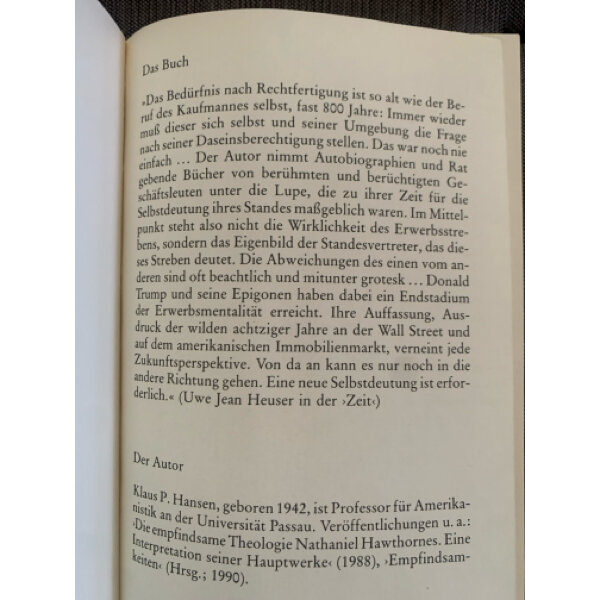 Das Buch
»Das Bedürfnis nach Rechtfertigung ist so alt wie der Be-
ruf des Kaufmannes selbst, fast 800 Jahre: Immer wieder
muß dieser sich selbst und seiner Umgebung die Frage
nach seiner Daseinsberechtigung stellen. Das war noch nie
einfach ... Der Autor nimmt Autobiographien und Rat
gebende Bücher von berühmten und berüchtigten Ge-
schäftsleuten unter die Lupe, die zu ihrer Zeit für die
Selbstdeutung ihres Standes maßgeblich waren. Im Mittel-
punkt steht also nicht die Wirklichkeit des Erwerbsstre-
bens, sondern das Eigenbild der Standesvertreter, das die-
ses Streben deutet. Die Abweichungen des einen vom an-
deren sind oft beachtlich und mitunter grotesk ... Donald
Trump und seine Epigonen haben dabei ein Endstadium
der Erwerbsmentalität erreicht. Ihre Auffassung, Aus-
druck der wilden achtziger Jahre an der Wall Street und
auf dem amerikanischen Immobilienmarkt, verneint jede
Zukunftsperspektive. Von da an kann es nur noch in die
andere Richtung gehen. Eine neue Selbstdeutung ist erfor-
derlich.« (Uwe Jean Heuser in der ›Zeit‹)
Der Autor
Klaus P. Hansen, geboren 1942, ist Professor für Amerika-
nistik an der Universität Passau. Veröffentlichungen u. a.:
›Die empfindsame Theologie Nathaniel Hawthornes. Eine
Interpretation seiner Hauptwerke‹ (1988), ›Empfindsam-
keiten‹ (Hrsg.; 1990).